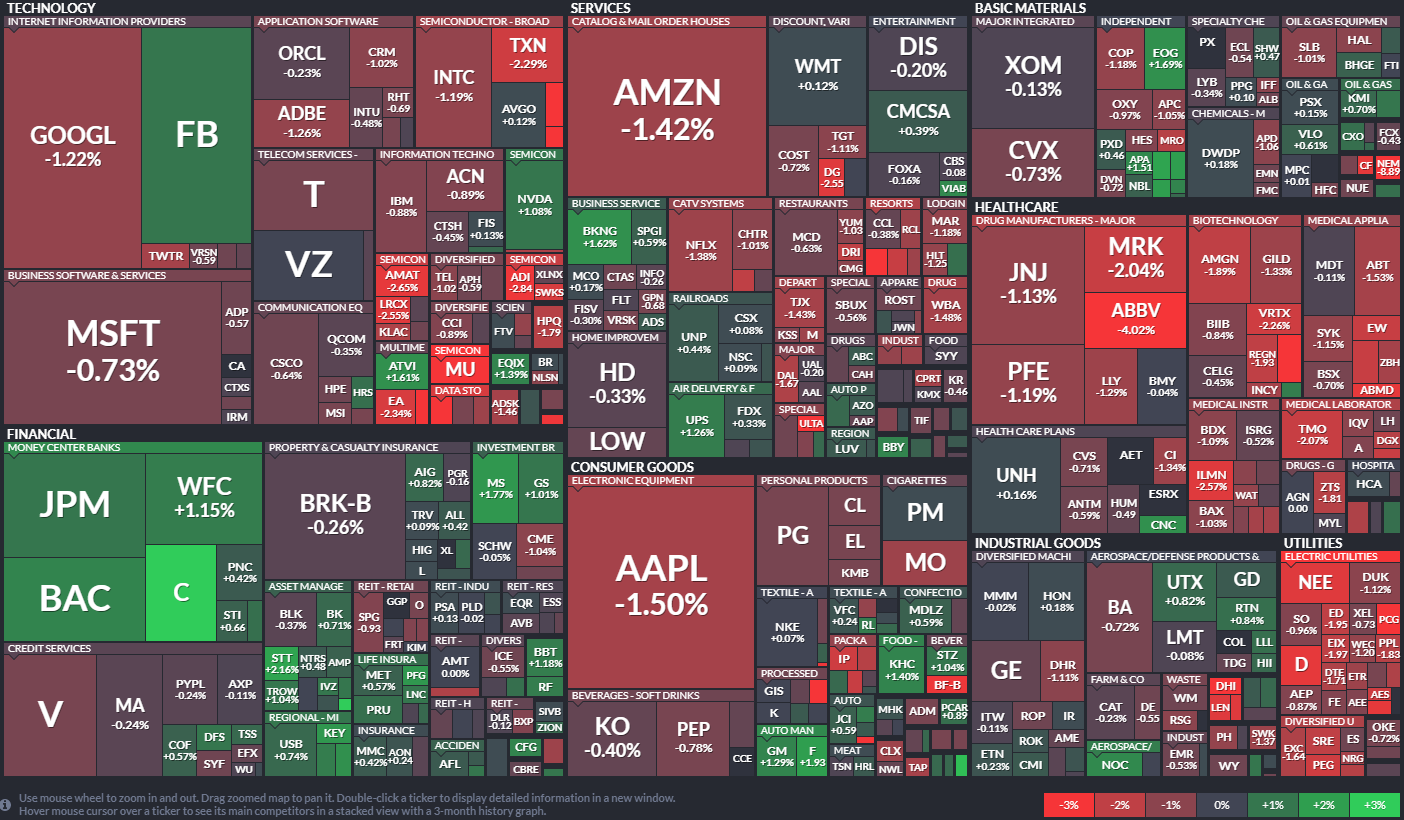 TECHNOLOGY
INTERNET INFORMATION PROVIDERS
GOOGL
-1.22%
FB
TWTR
VRSN
-0.59
APPLICATION SOFTWARE
ORCL
-0.23%
CRM
-1.02%
ADBE
-1.26%
INTU
-0.48%
RHT
-0.69
SEMICONDUCTOR - BROAD
INTC
-1.19%
TXN
-2.29%
AVGO
+0.12%
TELECOM SERVICES -
T
VZ
INFORMATION TECHNO
IBM
-0.88%
ACN
-0.89%
CTSH
-0.45%
FIS
+0.13%
SEMICON
NVDA
+1.08%
BUSINESS SOFTWARE & SERVICES
MSFT
-0.73%
ADP
-0.57
CA
CTXS
IRM
COMMUNICATION EQ
CSCO
-0.64%
QCOM
-0.35%
HPE
HRS
MSI
SEMICON
AMAT
-2.65%
LRCX
-2.55%
KLAC
DIVERSIFIED
TEL
-1.02
APH
-0.59
SEMICON
ADI
-2.84
XLNX
SWKS
DIVERSIFIE
CCI
-0.89%
SCIEN
FTV
HPQ
-1.79
MULTIME
ATVI
+1.61%
EA
-2.34%
SEMICON
MU
EQIX
+1.39%
BR
NLSN
DATA STO
ADSK
-1.46
SERVICES
CATALOG & MAIL ORDER HOUSES
AMZN
-1.42%
DISCOUNT, VARI
WMT
+0.12%
COST
-0.72%
TGT
-1.11%
DG
-2.55
ENTERTAINMENT
DIS
-0.20%
CMCSA
+0.39%
FOXA
-0.16%
CBS
-0.08
VIAB
BUSINESS SERVICE
BKNG
+1.62%
SPGI
+0.59%
MCO
+0.17%
CTAS
INFO
-0.26
FISV
-0.30%
FLT
GPN
-0.68
VRSK
ADS
CATV SYSTEMS
NFLX
-1.38%
CHTR
-1.01%
RESTAURANTS
MCD
-0.63%
YUM
-1.03
DRI
CMG
RESORTS
CCL
-0.38%
RCL
LODGIN
MAR
-1.18%
HLT
-1.25
HOME IMPROVEM
HD
-0.33%
LOW
RAILROADS
UNP
+0.44%
CSX
+0.08%
NSC
+0.09%
AIR DELIVERY & F
UPS
+1.26%
FDX
+0.33%
DEPART
TJX
-1.43%
KSS
M
SPECIAL
SBUX
-0.56%
APPARE
ROST
JWN
DRUG
WBA
-1.48%
MAJOR
DAL
-1.67
UAL
-0.20
AAL
DRUGS
ABC
CAH
INDUST
FOOD
SYY
AUTO P
AZO
AAP
CPRT
KMX
KR
-0.46
SPECIAL
ULTA
REGION
LUV
BBY
TIF
BASIC MATERIALS
MAJOR INTEGRATED
XOM
-0.13%
CVX
-0.73%
INDEPENDENT
COP
-1.18%
EOG
+1.69%
OXY
-0.97%
APC
-1.05%
PXD
+0.46
HES
MRO
APA
+1.51
DVN
-0.72
NBL
SPECIALTY CHE
PX
ECL
-0.54
SHW
+0.47
LYB
-0.34%
PPG
+0.10
IFF
ALB
CHEMICALS - M
DWDP
+0.18%
APD
-1.06
EMN
FMC
OIL & GAS EQUIPMEN
SLB
-1.01%
HAL
BHGE
FTI
OIL & GA
PSX
+0.15%
VLO
+0.61%
MPC
+0.01
HFC
OIL & GAS
KMI
+0.70%
CXO
FCX
-0.43
CF
NEM
-8.89
NUE
HEALTHCARE
DRUG MANUFACTURERS - MAJOR
JNJ
-1.13%
MRK
-2.04%
ABBV
-4.02%
PFE
-1.19%
LLY
-1.29%
BMY
-0.04%
BIOTECHNOLOGY
AMGN
-1.89%
GILD
-1.33%
BIIB
-0.84%
VRTX
-2.26%
REGN
-1.93
CELG
-0.45%
INCY
MEDICAL APPLIA
MDT
-0.11%
ABT
-1.53%
SYK
-1.15%
EW
BSX
-0.70%
ZBH
ABMD
HEALTH CARE PLANS
UNH
+0.16%
CVS
-0.71%
AET
CI
-1.34%
ANTM
-0.59%
HUM
-0.49
ESRX
CNC
MEDICAL INSTR
BDX
-1.09%
ISRG
-0.52%
ILMN
-2.57%
WAT
BAX
-1.03%
MEDICAL LABORATOR
TMO
-2.07%
IQV
LH
A
DGX
DRUGS - G
AGN
0.00
ZTS
-1.81
MYL
HOSPITA
HCA
FINANCIAL
MONEY CENTER BANKS
JPM
WFC
+1.15%
BAC
C
PNC
+0.42%
STI
+0.66
PROPERTY & CASUALTY INSURANCE
BRK-B
-0.26%
AIG
+0.82%
PGR
-0.16
TRV
+0.09%
ALL
+0.42
HIG
XL
L
INVESTMENT BR
MS
+1.77%
GS
+1.01%
SCHW
-0.05%
CME
-1.04%
CREDIT SERVICES
V
MA
-0.24%
PYPL
-0.24%
AXP
-0.11%
COF
+0.57%
DFS
TSS
SYF
EFX
WU
ASSET MANAGE
BLK
-0.37%
BK
+0.71%
STT
+2.16%
NTRS
+0.48
AMP
TROW
+1.04%
IVZ
REGIONAL - MI
USB
+0.74%
KEY
REIT - RETAI
SPG
-0.93
GGP
O
FRT
KIM
LIFE INSURA
MET
+0.57%
PFG
LNC
PRU
INSURANCE
MMC
+0.42%
AON
+0.24
REIT - INDU
PSA
+0.13
PLD
-0.02
REIT - RES
EQR
ESS
AVB
REIT -
AMT
0.00%
DIVERS
ICE
-0.55%
BBT
+1.18%
RF
REIT - H
REIT -
DLR
-0.12
BXP
SIVB
ZION
ACCIDEN
AFL
CFG
CBRE
CONSUMER GOODS
ELECTRONIC EQUIPMENT
AAPL
-1.50%
BEVERAGES - SOFT DRINKS
KO
-0.40%
PEP
-0.78%
CCE
PERSONAL PRODUCTS
PG
CL
EL
KMB
CIGARETTES
PM
MO
TEXTILE - A
NKE
+0.07%
TEXTILE - A
VFC
+0.24
RL
CONFECTIO
MDLZ
+0.59%
PACKA
IP
FOOD -
KHC
+1.40%
BEVER
STZ
+1.04%
BF-B
PROCESSED
GIS
K
AUTO
JCI
+0.59
MHK
ADM
PCAR
+0.89
AUTO MAN
GM
+1.29%
F
+1.93
MEAT
TSN
HRL
CLX
NWL
TAP
INDUSTRIAL GOODS
DIVERSIFIED MACHI
MMM
-0.02%
HON
+0.18%
GE
DHR
-1.11%
ITW
-0.11%
ROP
IR
ETN
+0.23%
ROK
AME
CMI
AEROSPACE/DEFENSE PRODUCTS &
BA
-0.72%
UTX
+0.82%
GD
LMT
-0.08%
RTN
+0.84%
COL
LLL
TDG
HII
FARM & CO
CAT
-0.23%
DE
-0.55
AEROSPACE/
NOC
WASTE
WM
RSG
DHI
LEN
INDUST
EMR
-0.53%
PH
SWK
-1.37
WY
UTILITIES
ELECTRIC UTILITIES
NEE
DUK
-1.12%
SO
-0.96%
ED
-1.95
XEL
-0.73
PCG
D
EIX
-1.97
WEC
-1.20
PPL
-1.83
DTE
-1.71
ETR
AEP
-0.87%
FE
AEE
AES
DIVERSIFIED U
EXC
-1.64
SRE
ES
OKE
-0.72%
PEG
NRG
Use mouse wheel to zoom in and out. Drag zoomed map to pan it. Double-click a ticker to display detailed information in a new window.
Hover mouse cursor over a ticker to see its main competitors in a stacked view with a 3-month history graph.
-3% -2% -1% 0% +1% +2% +3%